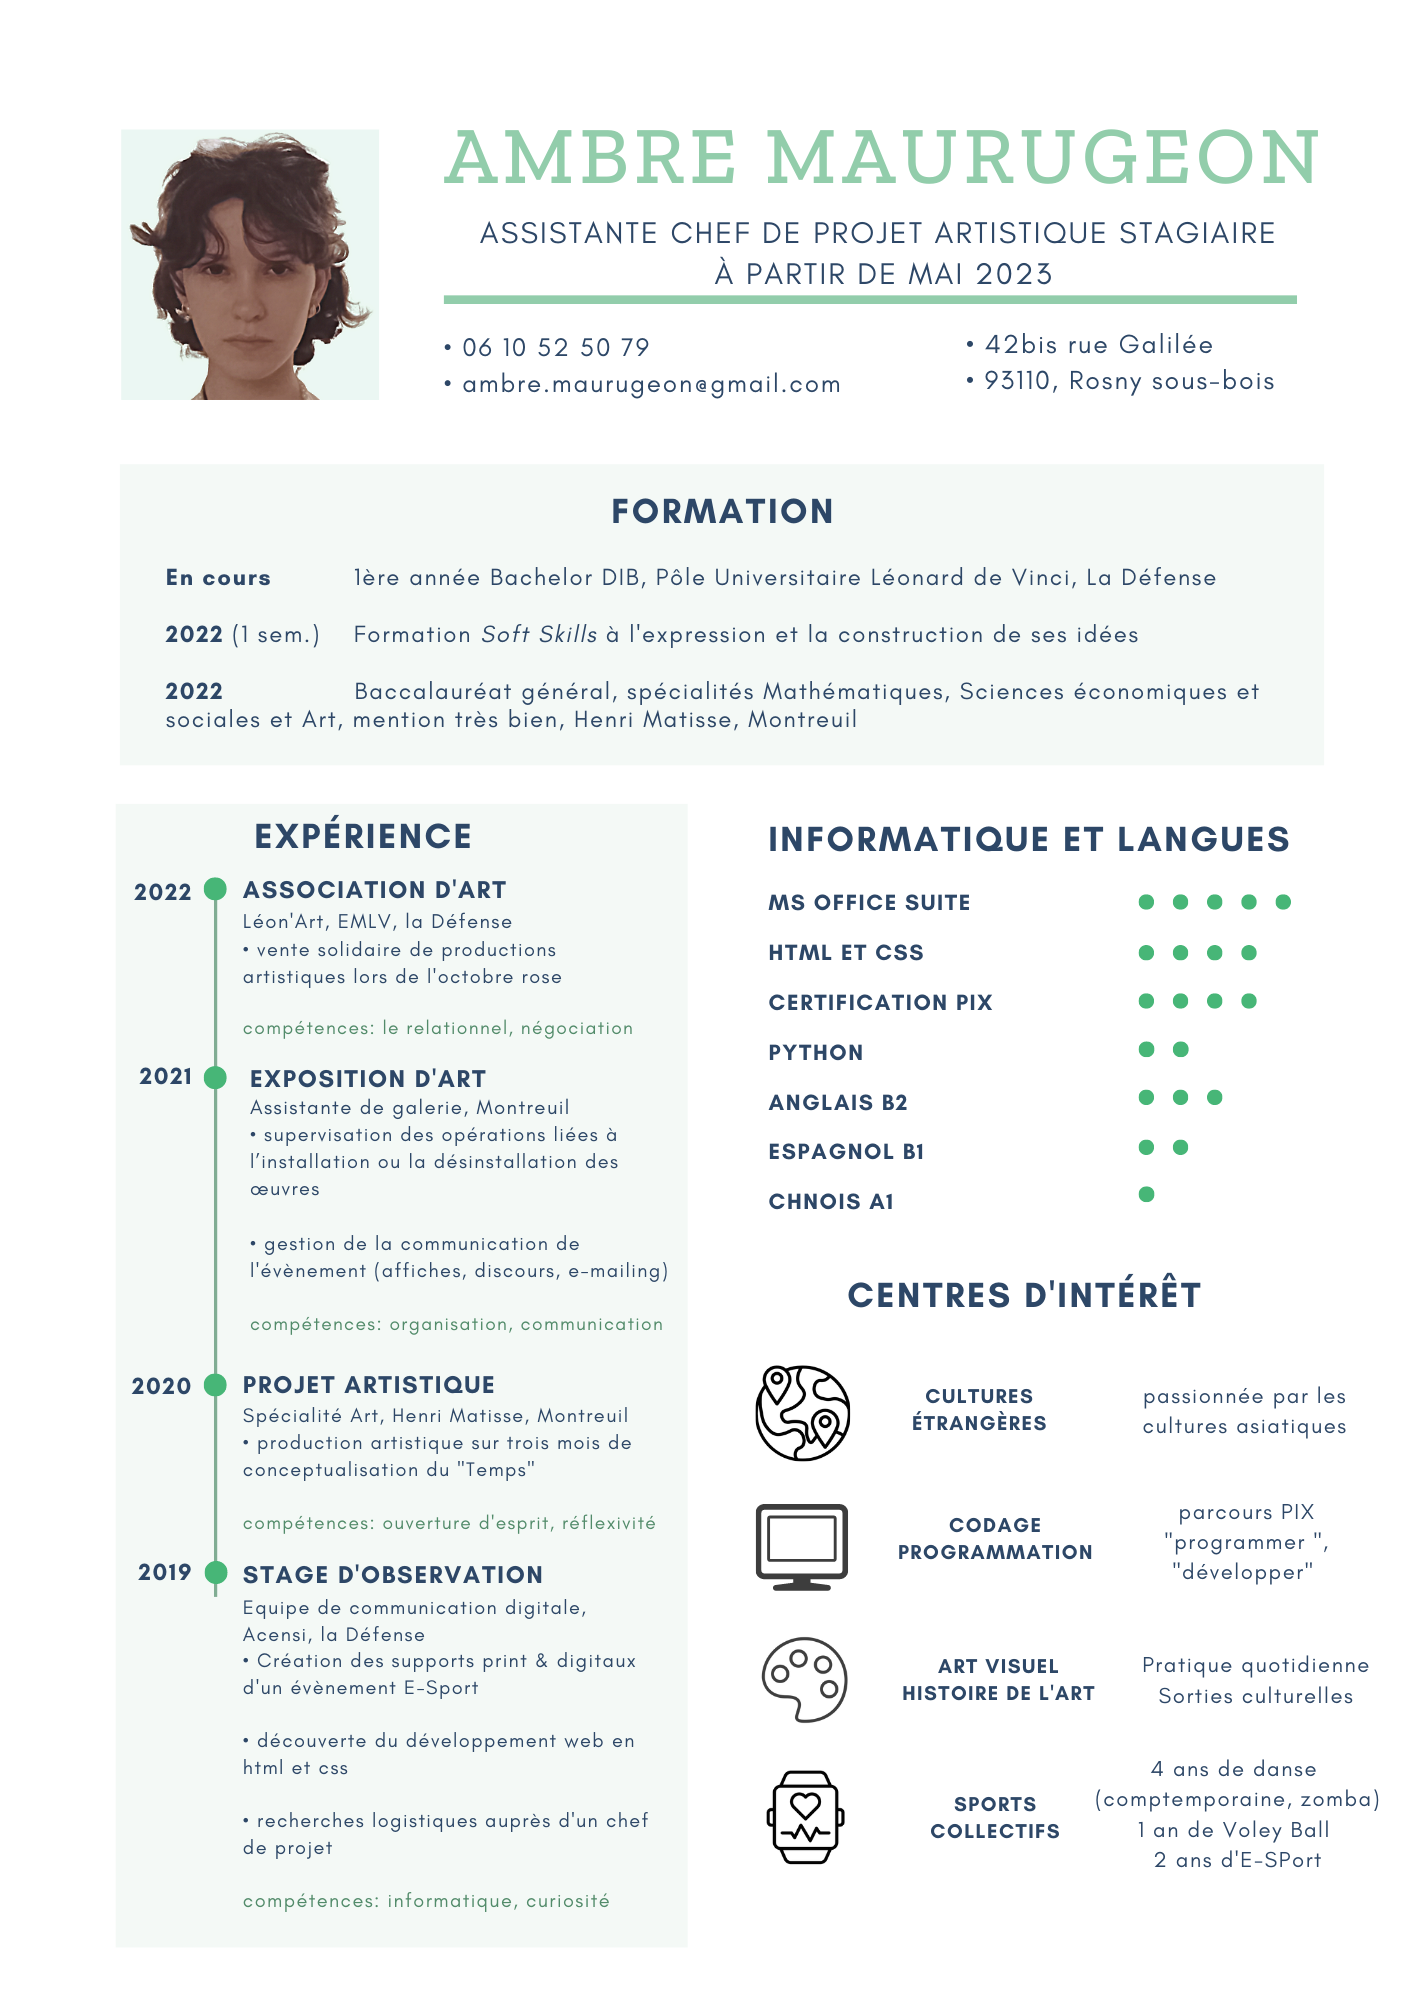 AMBRE MAURUGEON
ASSISTANTE CHEF DE PROJET ARTISTIQUE STAGIAIRE
À PARTIR DE MAI 2023
• 06 10 52 50 79
• ambre.maurugeon@gmail.com
• 42bis rue Galilée
• 93110, Rosny sous-bois
FORMATION
En cours 1ère année Bachelor DIB, Pôle Universitaire Léonard de Vinci, La Défense
2022 (1 sem.) Formation Soft Skills à l'expression et la construction de ses idées
2022 Baccalauréat général, spécialités Mathématiques, Sciences économiques et
sociales et Art, mention très bien, Henri Matisse, Montreuil
EXPÉRIENCE
2022 ASSOCIATION D'ART
Léon'Art, EMLV, la Défense
• vente solidaire de productions
artistiques lors de l'octobre rose
compétences: le relationnel, négociation
2021 EXPOSITION D'ART
Assistante de galerie, Montreuil
• supervisation des opérations liées à
l’installation ou la désinstallation des
œuvres
• gestion de la communication de
l'évènement (affiches, discours, e-mailing)
compétences: organisation, communication
2020 PROJET ARTISTIQUE
Spécialité Art, Henri Matisse, Montreuil
• production artistique sur trois mois de
conceptualisation du "Temps"
compétences: ouverture d'esprit, réflexivité
2019 STAGE D'OBSERVATION
Equipe de communication digitale,
Acensi, la Défense
• Création des supports print & digitaux
d'un évènement E-Sport
• découverte du développement web en
html et css
• recherches logistiques auprès d'un chef
de projet
compétences: informatique, curiosité
INFORMATIQUE ET LANGUES
MS OFFICE SUITE
HTML ET CSS
CERTIFICATION PIX
PYTHON
ANGLAIS B2
ESPAGNOL B1
CHNOIS A1
CENTRES D'INTÉRÊT
CULTURES
ÉTRANGÈRES
passionnée par les
cultures asiatiques
CODAGE
PROGRAMMATION
parcours PIX
"programmer ",
"développer"
ART VISUEL
HISTOIRE DE L'ART
Pratique quotidienne
Sorties culturelles
SPORTS
COLLECTIFS
4 ans de danse
(comptemporaine, zomba)
1 an de Voley Ball
2 ans d'E-SPort